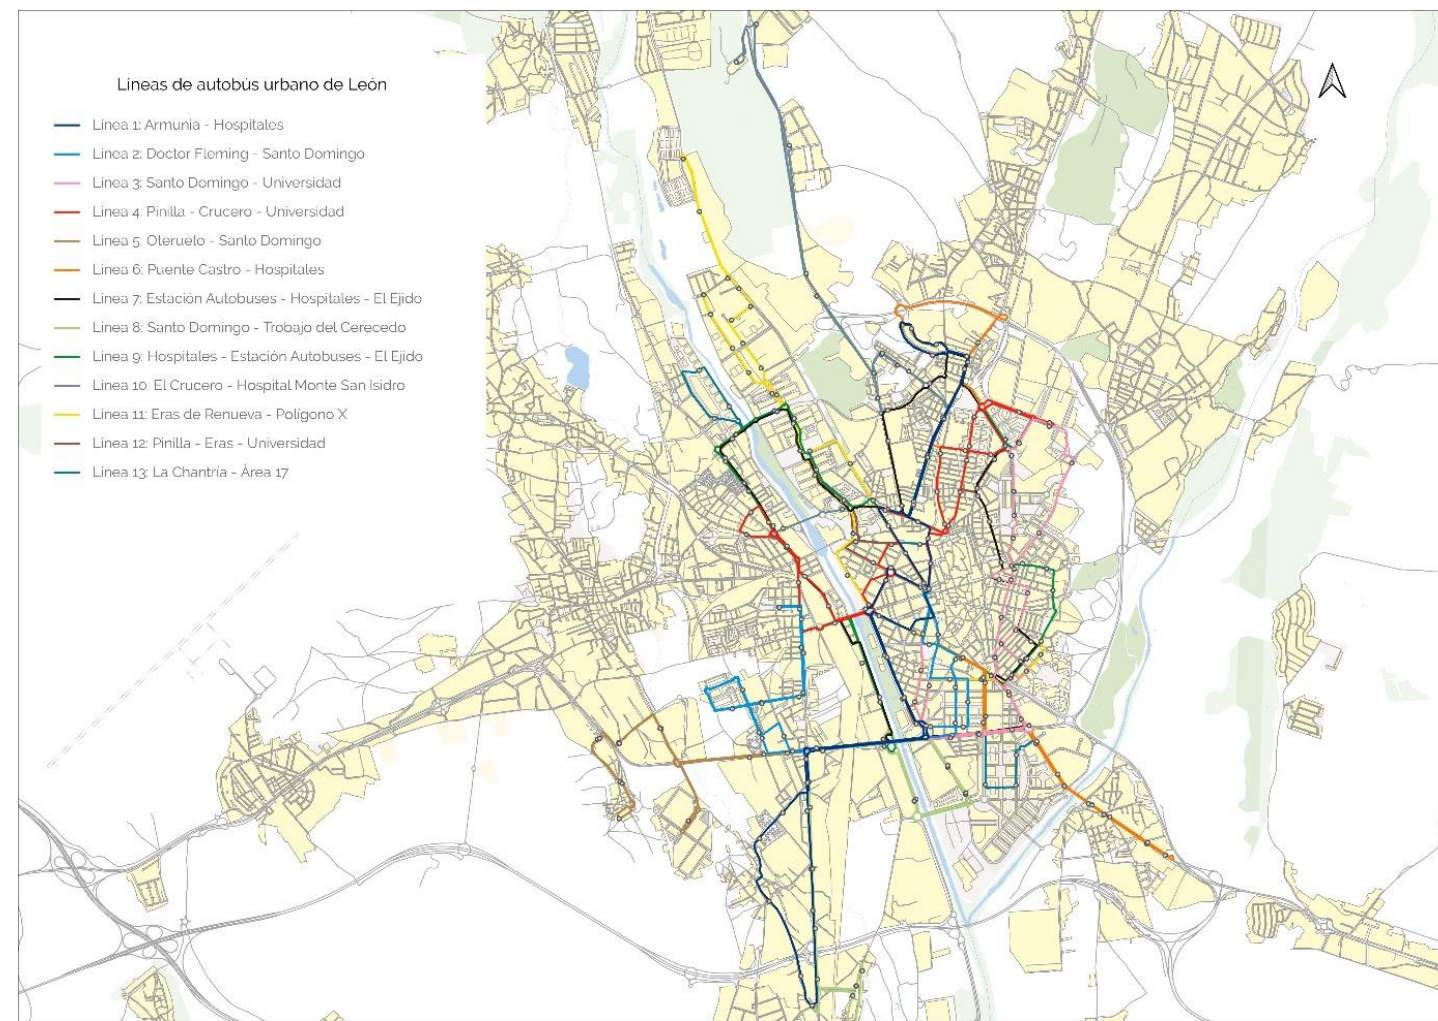 Líneas de autobús urbano de León
Línea 1: Armunia - Hospitales
Línea 2: Doctor Fleming - Santo Domingo
Línea 3: Santo Domingo - Universidad
Línea 4: Pinilla - Crucero - Universidad
Línea 5: Oteruelo - Santo Domingo
Línea 6: Puente Castro - Hospitales
Línea 7: Estación Autobuses - Hospitales - El Ejido
Línea 8: Santo Domingo - Trobajo del Cerecedo
Línea 9: Hospitales - Estación Autobuses - El Ejido
Línea 10: El Crucero - Hospital Monte San Isidro
Línea 11: Eras de Renueva - Polígono X
Línea 12: Pinilla - Eras - Universidad
Línea 13: La Chantría - Área 17